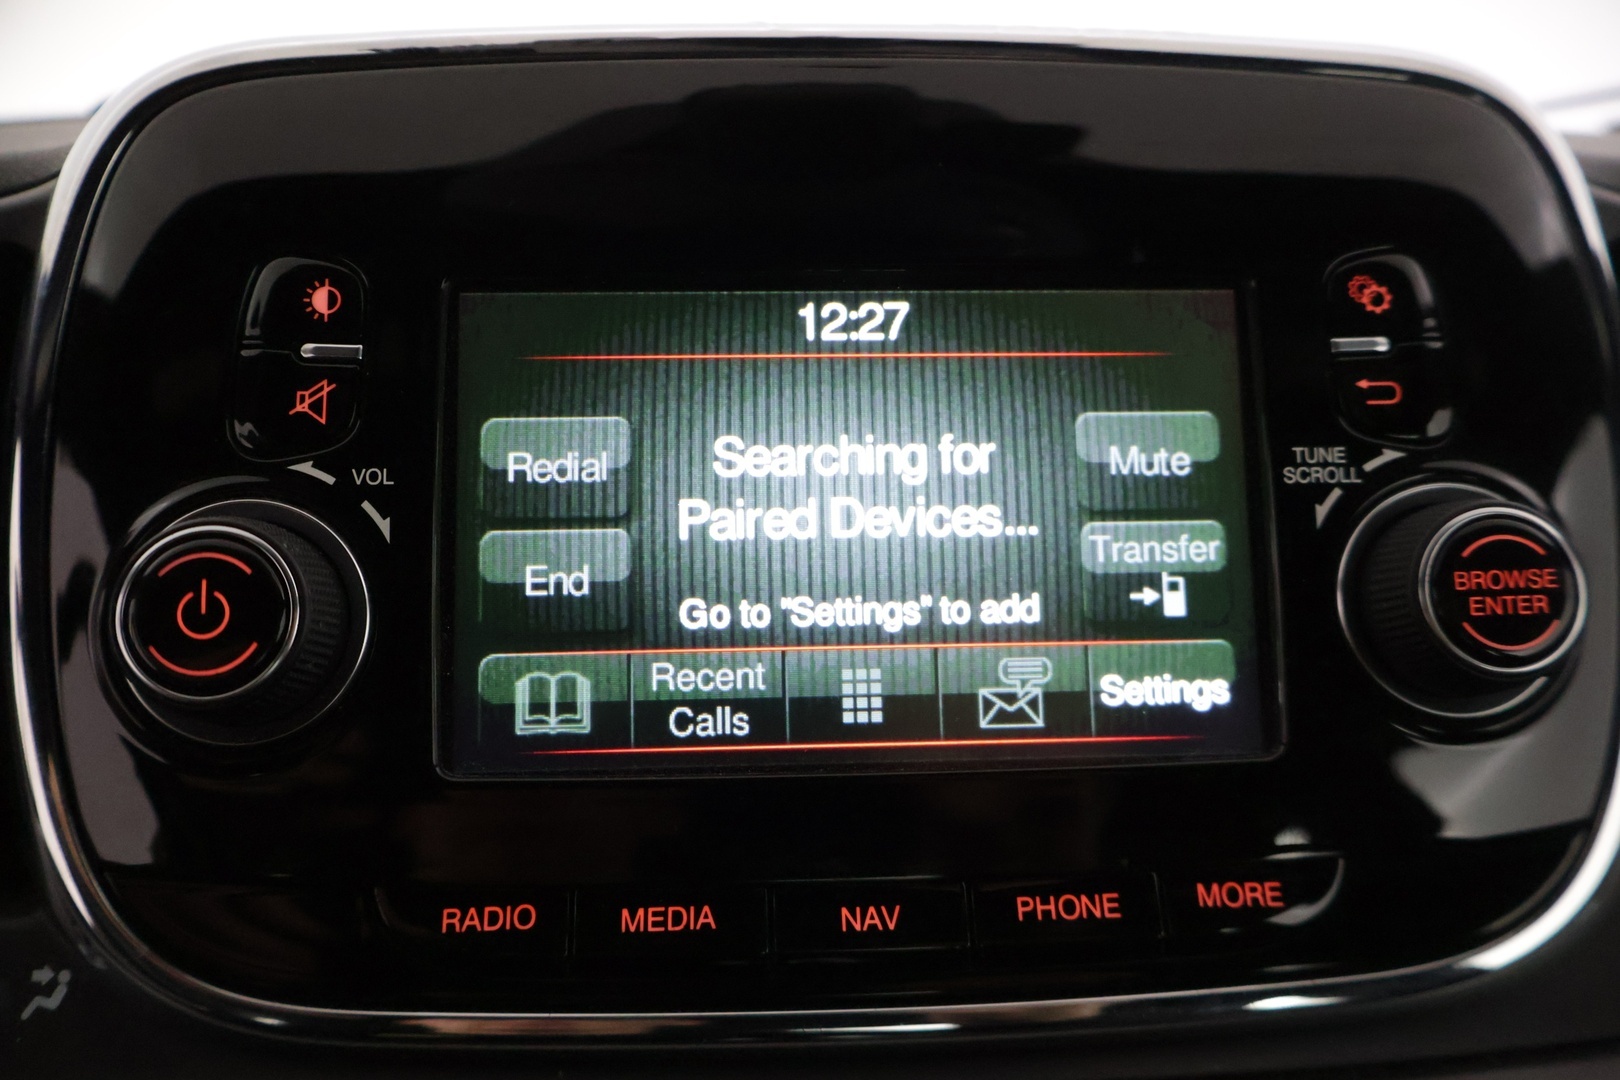 12:27
Redial
Searching for
Paired Devices...
Mute
End
Transfer
Go to "Settings" to add
Recent
Calls
Settings
VOL
TUNE
SCROLL
BROWSE
ENTER
RADIO
MEDIA
NAV
PHONE
MORE